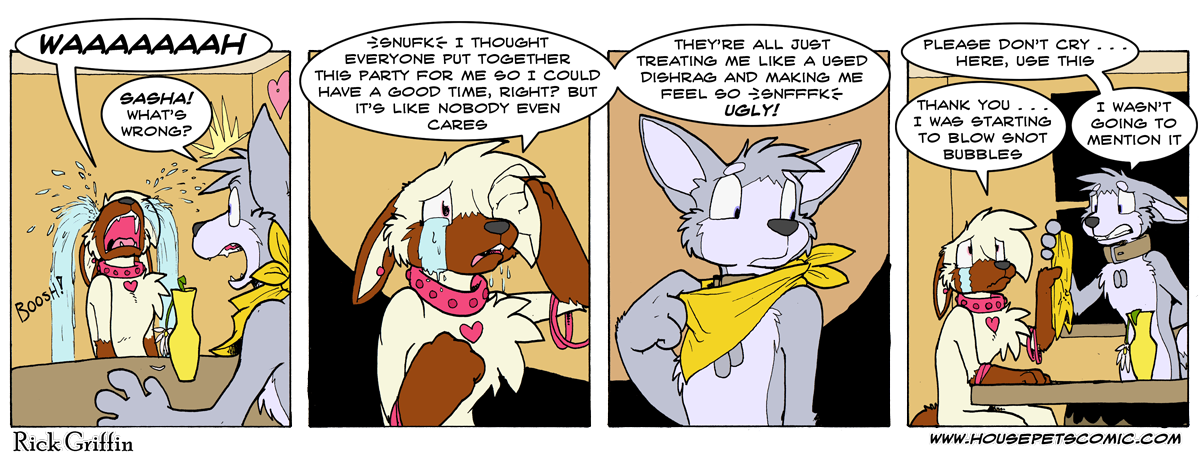 WAAAAAAAH
SASHA!
WHAT'S
WRONG?
BOOSH!
⋺SNUFK⋲ I THOUGHT
EVERYONE PUT TOGETHER
THIS PARTY FOR ME SO I COULD
HAVE A GOOD TIME, RIGHT? BUT
IT'S LIKE NOBODY EVEN
CARES
THEY'RE ALL JUST
TREATING ME LIKE A USED
DISHRAG AND MAKING ME
FEEL SO ⋺SNFFFK⋲
UGLY!
PLEASE DON'T CRY . . .
HERE, USE THIS
THANK YOU . . .
I WAS STARTING
TO BLOW SNOT
BUBBLES
I WASN'T
GOING TO
MENTION IT
Rick Griffin
WWW.HOUSEPETSCOMIC.COM